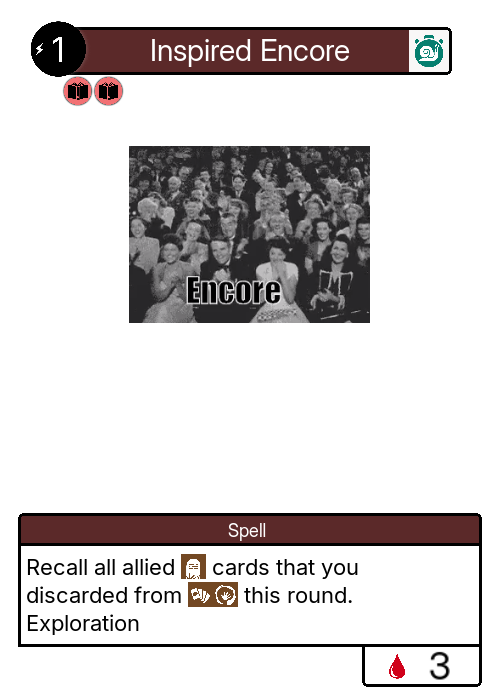 1
Inspired Encore
Encore
Spell
Recall all allied cards that you
discarded from this round.
Exploration
3